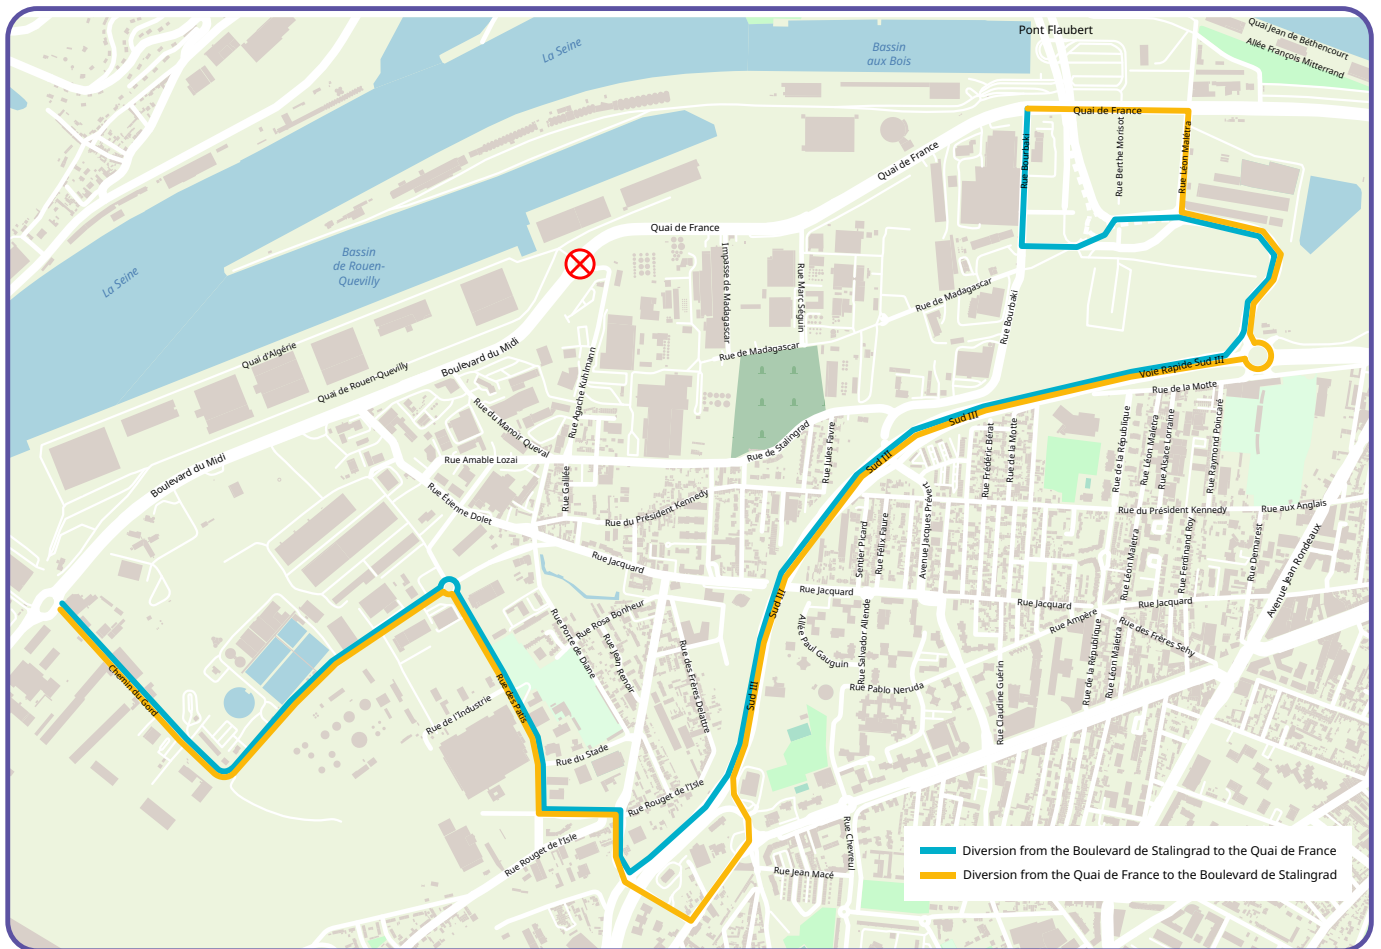 Pont Flaubert
Quai Jean de Béthencourt
Allée François Mitterrand
La Seine
Bassin
aux Bois
Quai de France
Rue Bourbaki
Rue Berthe Morisot
Rue Léon Malétra
Quai de France
Quai de France
La Seine
Bassin
de Rouen-
Quevilly
Impasse de Madagascar
Rue Marc Séguin
Rue de Madagascar
Rue Bourbaki
Quai d'Algérie
Quai de Rouen-Quevilly
Boulevard du Midi
Rue Agache Kuhlmann
Rue de Madagascar
Voie Rapide Sud III
Rue de la Motte
Rue du Manoir Queval
Rue Amable Lozai
Rue Galilée
Rue de Stalingrad
Rue Jules Favre
Sud III
Sud III
Rue Frédéric Bérat
Rue de la Motte
Rue de la République
Rue Léon Maletra
Rue Alsace Lorraine
Rue Raymond Poincaré
Boulevard du Midi
Rue Étienne Dolet
Rue du Président Kennedy
Rue du Président Kennedy
Rue aux Anglais
Sentier Picard
Rue Félix Faure
Avenue Jacques Prévert
Rue Léon Maletra
Rue Ferdinand Roy
Rue Demarest
Avenue Jean Rondeaux
Rue Jacquard
Rue Jacquard
Rue Jacquard
Rue Jacquard
Sud III
Rue Rosa Bonheur
Rue Porte de Diane
Rue Jean Renoir
Rue des Frères Delattre
Allée Paul Gauguin
Rue Salvador Allende
Rue Ampère
Rue des Frères Sehy
Rue de la République
Rue Léon Maletra
Rue Pablo Neruda
Rue Claudine Guérin
Chemin du Gord
Rue des Patis
Rue de l'Industrie
Sud III
Rue du Stade
Rue Rouget de l'Isle
Rue Rouget de l'Isle
Rue Chevreul
Rue Jean Macé
Diversion from the Boulevard de Stalingrad to the Quai de France
Diversion from the Quai de France to the Boulevard de Stalingrad